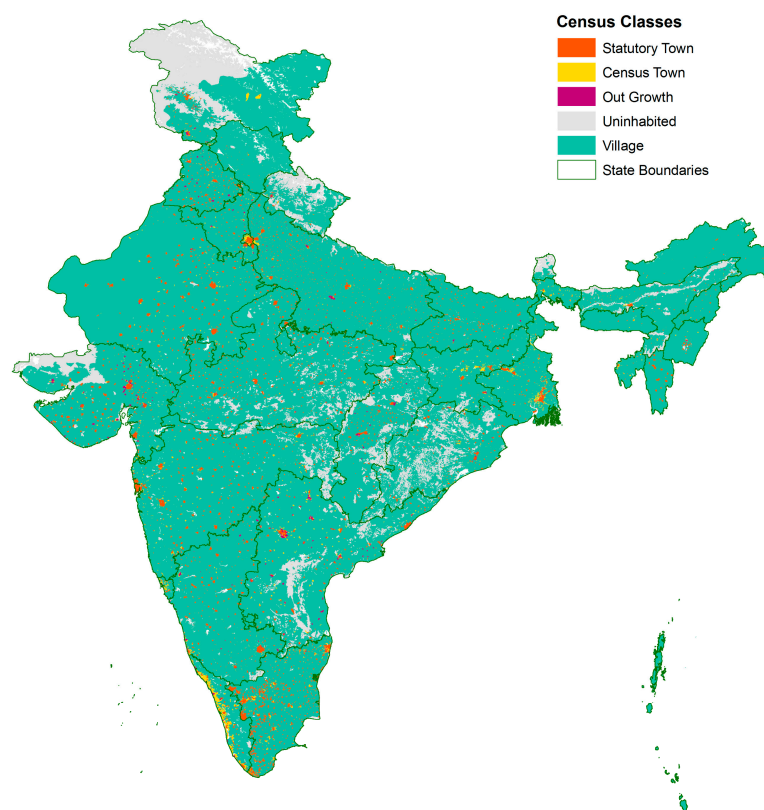 Census Classes
Statutory Town
Census Town
Out Growth
Uninhabited
Village
State Boundaries